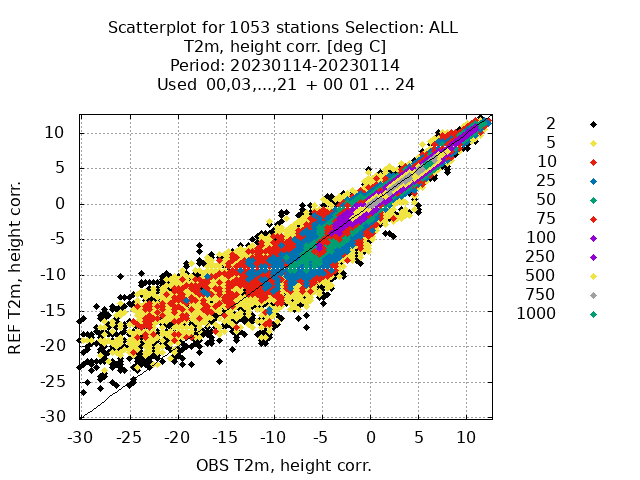 Scatterplot for 1053 stations Selection: ALL
T2m, height corr. [deg C]
Period: 20230114-20230114
Used  00,03,...,21  + 00 01 ... 24
REF T2m, height corr.
10
5
0
-5
-10
-15
-20
-25
-30
-30 -25 -20 -15 -10 -5 0 5 10
OBS T2m, height corr.
2
5
10
25
50
75
100
250
500
750
1000